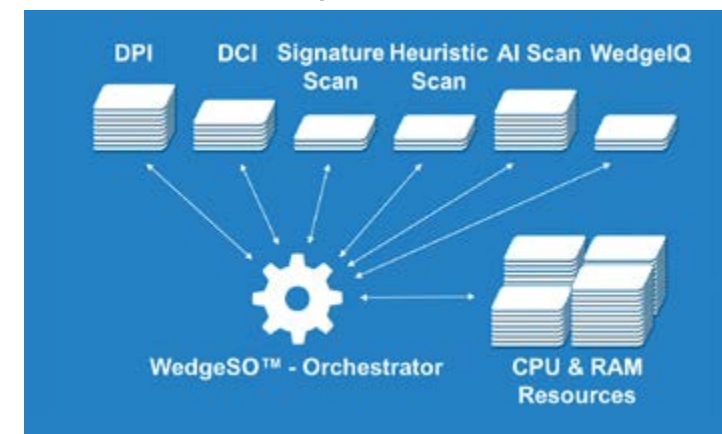 DPI DCI Signature Heuristic AI Scan WedgeIQ
Scan Scan
WedgeSO™ - Orchestrator CPU & RAM
Resources